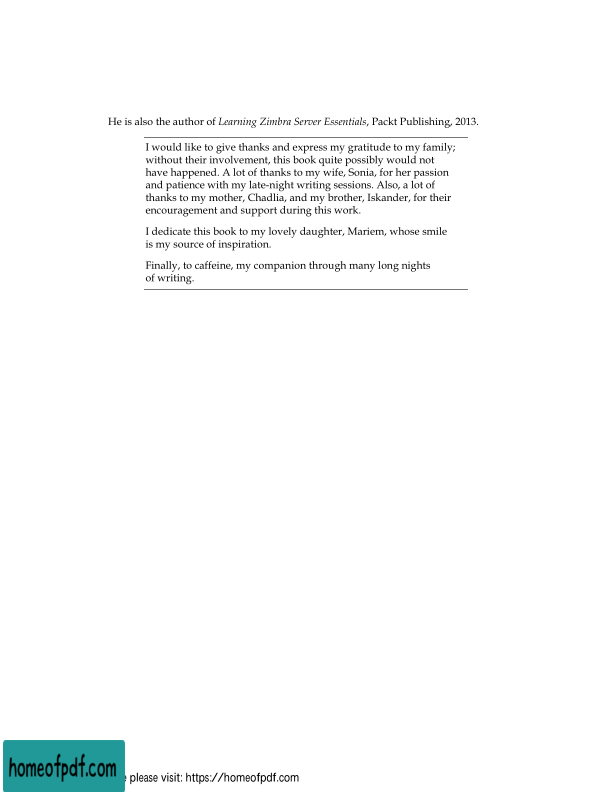 He is also the author of Learning Zimbra Server Essentials, Packt Publishing, 2013.
I would like to give thanks and express my gratitude to my family;
without their involvement, this book quite possibly would not
have happened. A lot of thanks to my wife, Sonia, for her passion
and patience with my late-night writing sessions. Also, a lot of
thanks to my mother, Chadlia, and my brother, Iskander, for their
encouragement and support during this work.
I dedicate this book to my lovely daughter, Mariem, whose smile
is my source of inspiration.
Finally, to caffeine, my companion through many long nights
of writing.
homeofpdf.com
please visit: https://homeofpdf.com